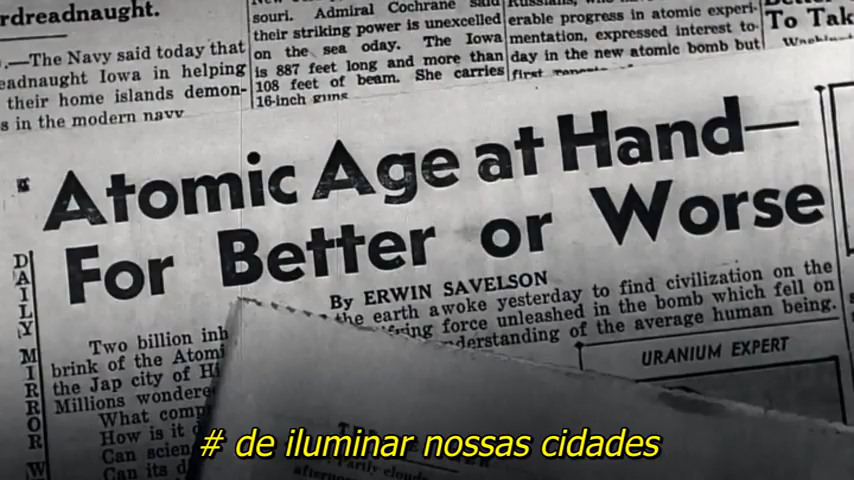 rdreadnaught.
.—The Navy said today that
eadnaught Iowa in helping
their home islands demon-
s in the modern navy
souri. Admiral Cochrane said
their striking power is unexcelled
on the sea oday. The Iowa
is 887 feet long and more than
108 feet of beam. She carries
16-inch guns
erable progress in atomic experi-
mentation, expressed interest to-
day in the new atomic bomb but
first
To Tak
Atomic Age at Hand—
For Better or Worse
DAILY MIRROR W
By ERWIN SAVELSON
Two billion inh
brink of the Atomi
the Jap city of Hi
Millions wondere
What comp
How is it
Can scien
Can its d
the earth awoke yesterday to find civilization on the
force unleashed in the bomb which fell on
derstanding of the average human being.
URANIUM EXPERT
# de iluminar nossas cidades